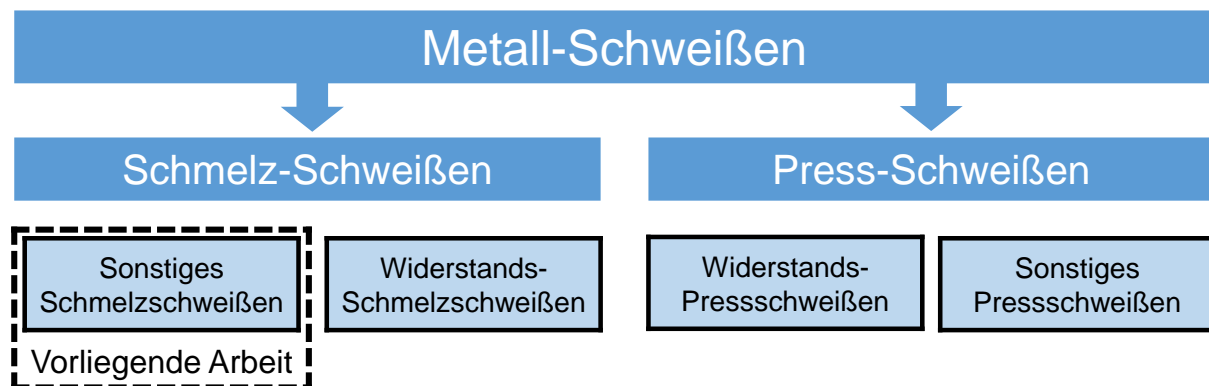 Metall-Schweißen
Schmelz-Schweißen
Press-Schweißen
Sonstiges
Schmelzschweißen
Widerstands-
Schmelzschweißen
Widerstands-
Pressschweißen
Sonstiges
Pressschweißen
Vorliegende Arbeit